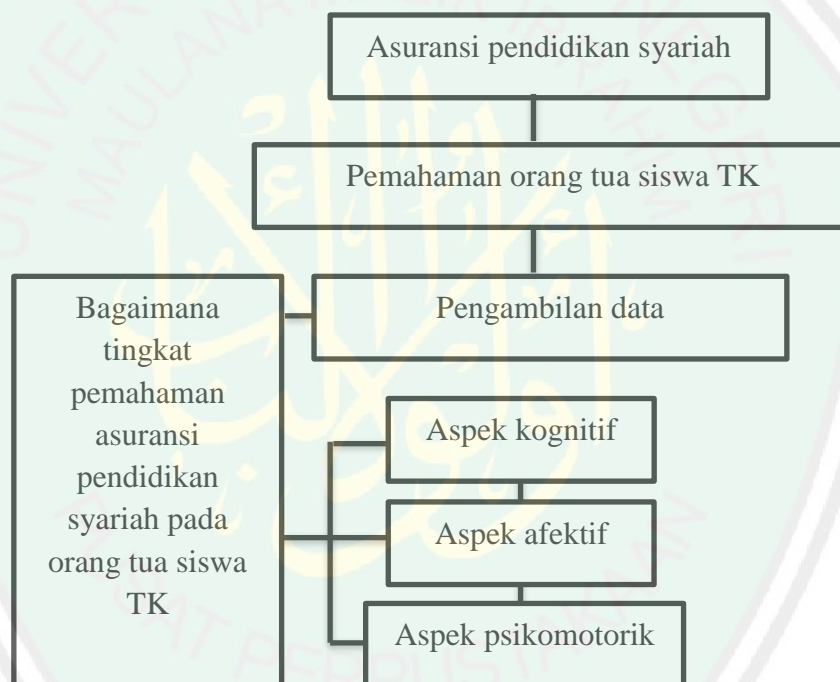 Asuransi pendidikan syariah
Pemahaman orang tua siswa TK
Pengambilan data
Bagaimana
tingkat
pemahaman
asuransi
pendidikan
syariah pada
orang tua siswa
TK
Aspek kognitif
Aspek afektif
Aspek psikomotorik